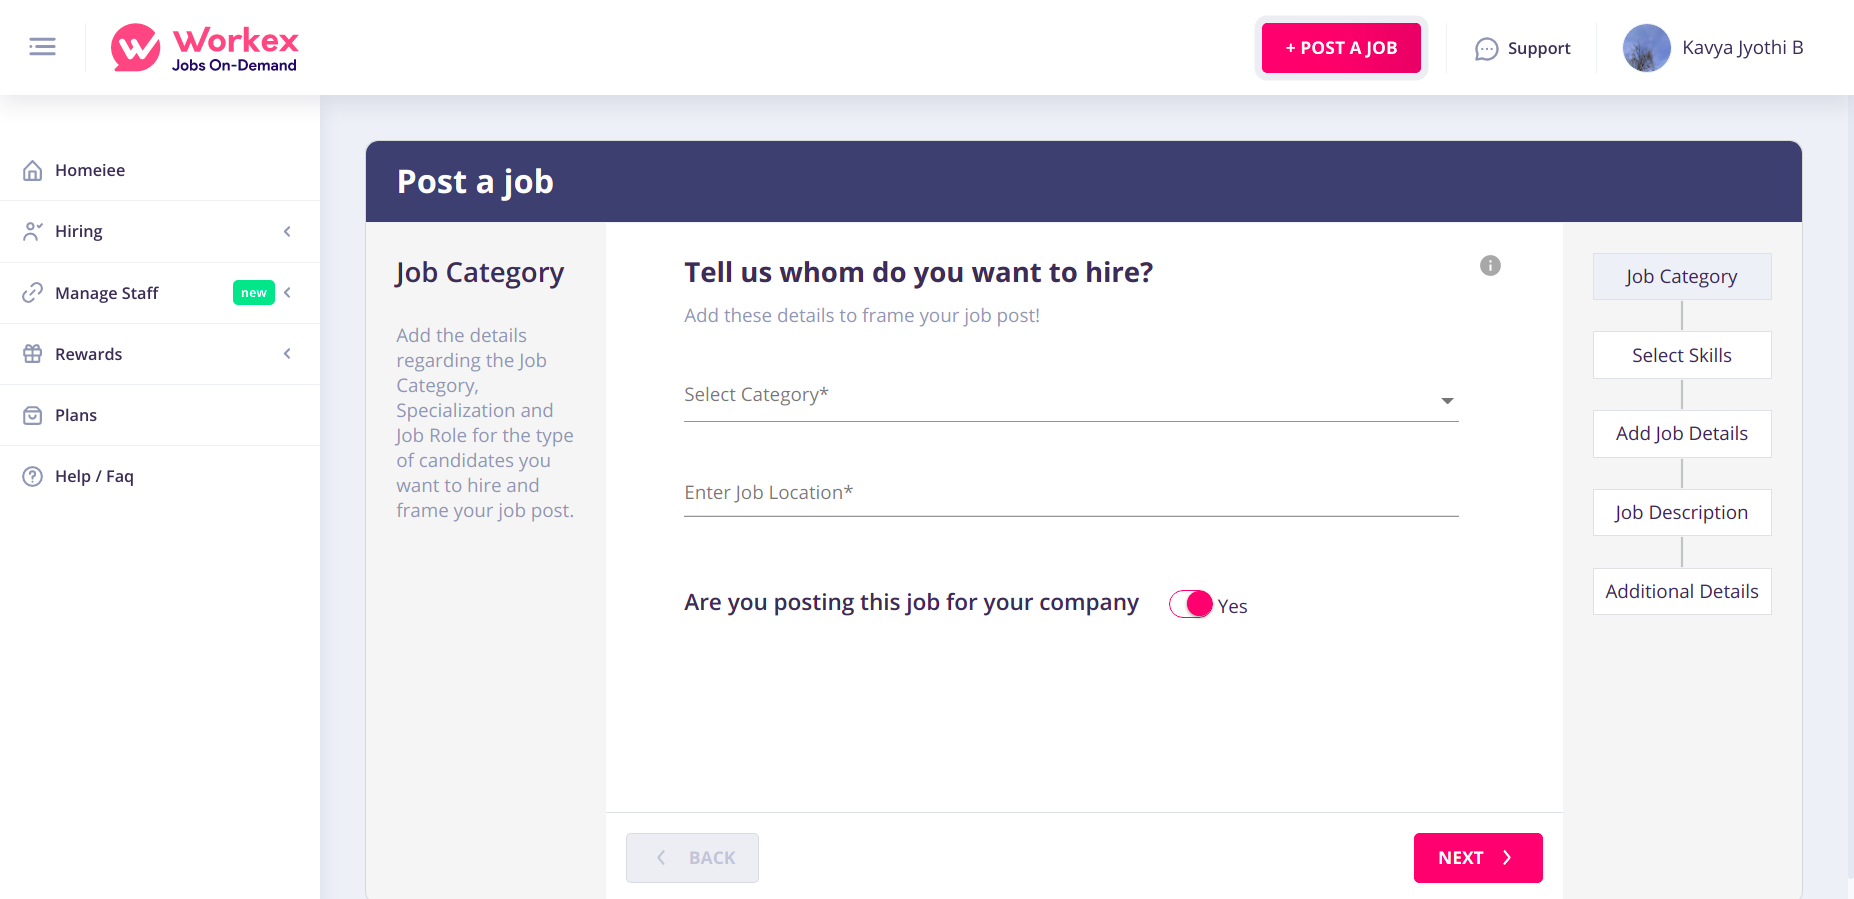 Workex
Jobs On-Demand
+ POST A JOB
Support
Kavya Jyothi B
Homeiee
Hiring
Manage Staff
new
Rewards
Plans
Help / Faq
Post a job
Job Category
Add the details
regarding the Job
Category,
Specialization and
Job Role for the type
of candidates you
want to hire and
frame your job post.
Tell us whom do you want to hire?
Add these details to frame your job post!
Select Category*
Enter Job Location*
Are you posting this job for your company
Yes
BACK
NEXT
Job Category
Select Skills
Add Job Details
Job Description
Additional Details